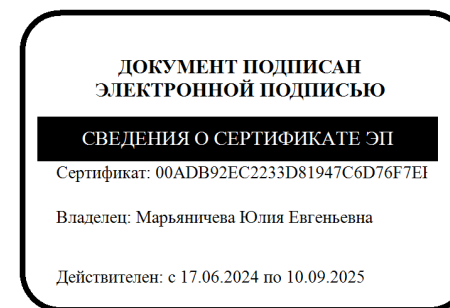 ДОКУМЕНТ ПОДПИСАН
ЭЛЕКТРОННОЙ ПОДПИСЬЮ
СВЕДЕНИЯ О СЕРТИФИКАТЕ ЭП
Сертификат: 00ADB92EC2233D81947C6D76F7EF
Владелец: Марьяничева Юлия Евгеньевна
Действителен: с 17.06.2024 по 10.09.2025